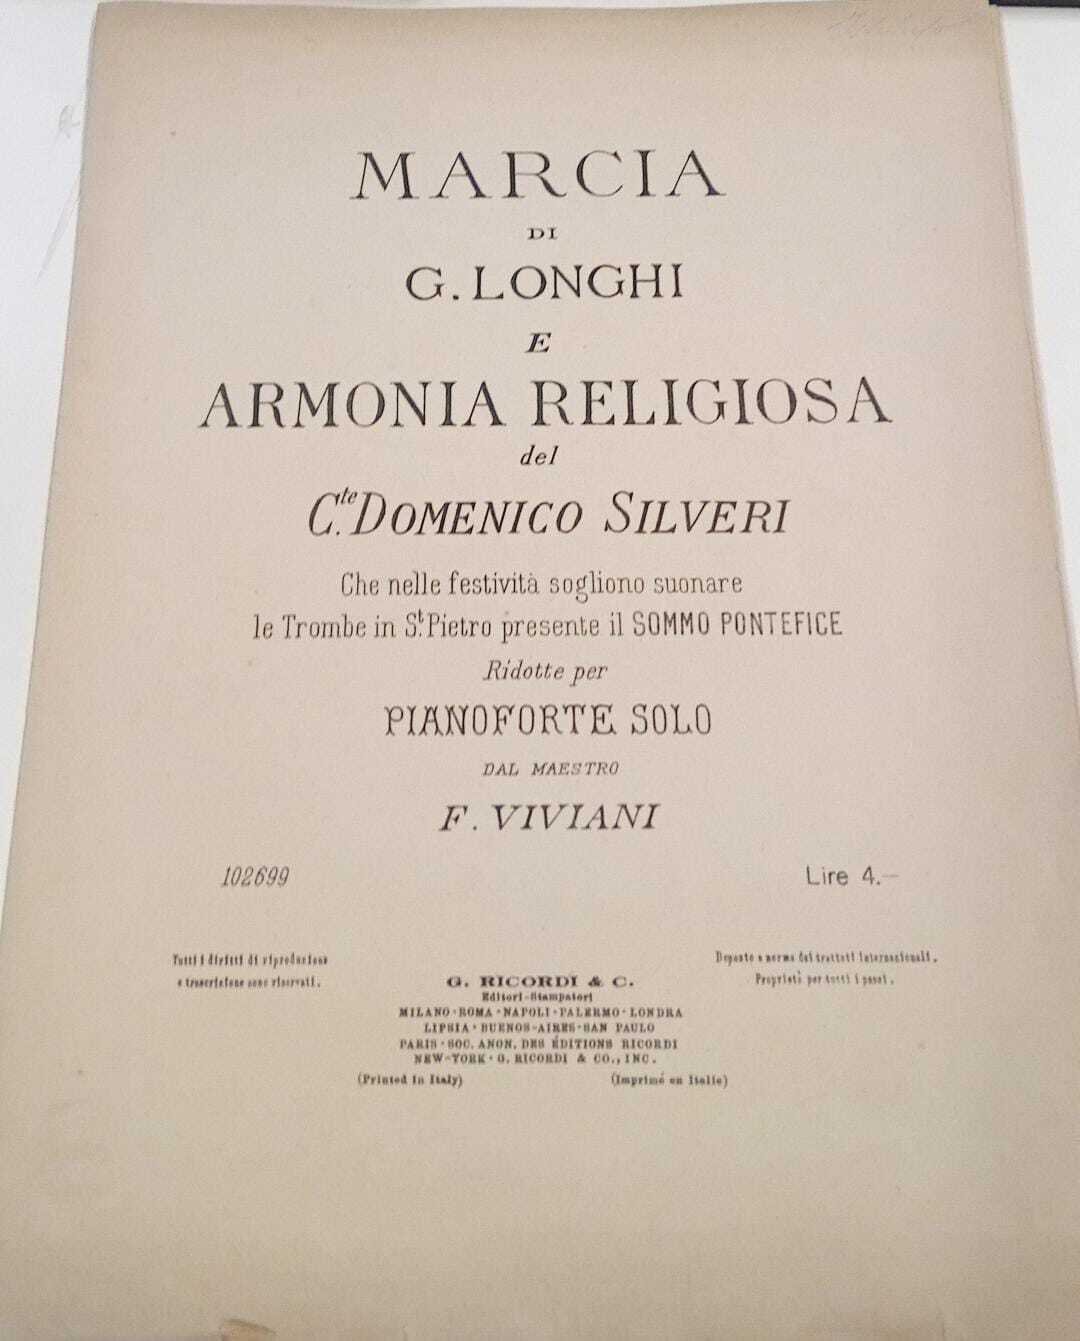 MARCIA
DI
G. LONGHI
E
ARMONIA RELIGIOSA
del
C.te DOMENICO SILVERI
Che nelle festività sogliono suonare
le Trombe in St. Pietro presente il SOMMO PONTEFICE
Ridotte per
PIANOFORTE SOLO
DAL MAESTRO
F. VIVIANI
102699
Lire 4.—
Tutti i diritti di riproduzione
e trascrizione sono riservati.
Deposto a norma dei trattati internazionali.
Proprietà per tutti i paesi.
G. RICORDI & C.
Editori-Stampatori
MILANO · ROMA · NAPOLI · PALERMO · LONDRA
LIPSIA · BUENOS-AIRES · SAN PAULO
PARIS · SOC. ANON. DES ÉDITIONS RICORDI
NEW-YORK · G. RICORDI & CO., INC.
(Printed in Italy)
(Imprimé en Italie)